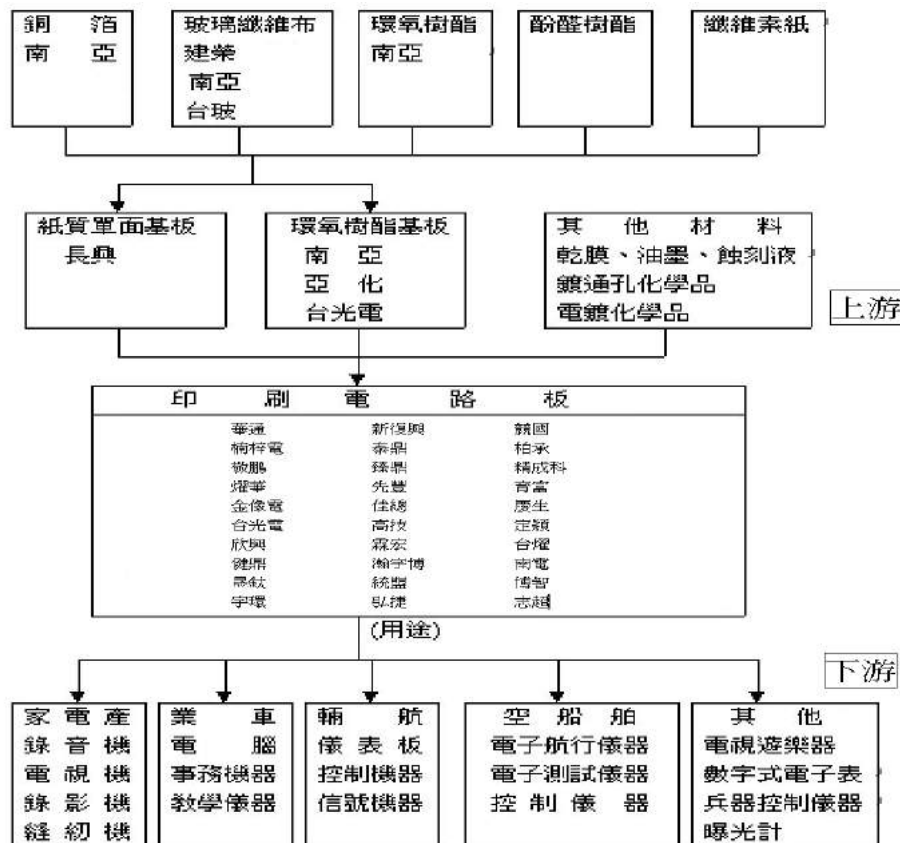 銅箔
南亞
玻璃纖維布
建榮
南亞
台玻
環氧樹酯
南亞
酚醛樹酯
纖維素紙
紙質單面基板
長興
環氧樹酯基板
南亞
亞化
台光電
其他材料
乾膜、油墨、蝕刻液
鍍通孔化學品
電鍍化學品
上游
印刷電路板
華通 新復興 競國
楠梓電 泰鼎 柏承
敬鵬 臻鼎 精成科
燿華 先豐 育富
金像電 佳總 慶生
台光電 高技 定穎
欣興 霖宏 台燿
健鼎 瀚宇博 南電
晟鈦 統盟 博智
宇環 弘捷 志超
(用途)
下游
家電產
錄音機
電視機
錄影機
縫紉機
業車
電腦
事務機器
教學儀器
輛航
儀表板
控制機器
信號機器
空船舶
電子航行儀器
電子測試儀器
控制儀器
其他
電視遊樂器
數字式電子表
兵器控制儀器
曝光計